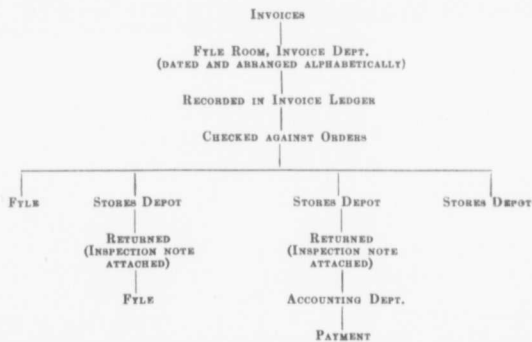 INVOICES
FYLE ROOM, INVOICE DEPT.
(DATED AND ARRANGED ALPHABETICALLY)
RECORDED IN INVOICE LEDGER
CHECKED AGAINST ORDERS
FYLE
STORES DEPOT
STORES DEPOT
STORES DEPOT
RETURNED
(INSPECTION NOTE
ATTACHED)
RETURNED
(INSPECTION NOTE
ATTACHED)
FYLE
ACCOUNTING DEPT.
PAYMENT